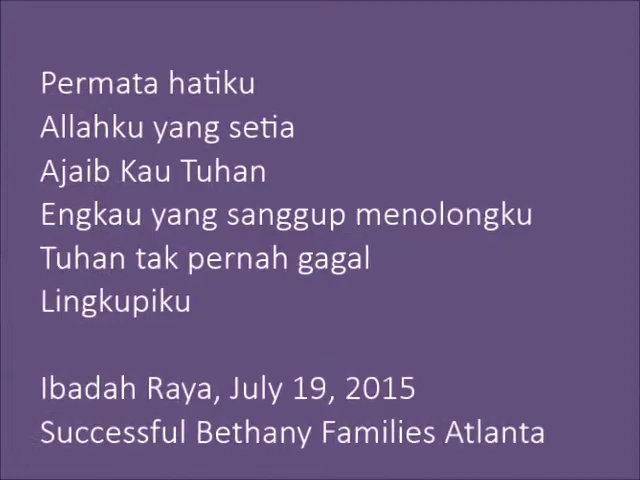 Permata hatiku
Allahku yang setia
Ajaib Kau Tuhan
Engkau yang sanggup menolongku
Tuhan tak pernah gagal
Lingkupiku
Ibadah Raya, July 19, 2015
Successful Bethany Families Atlanta